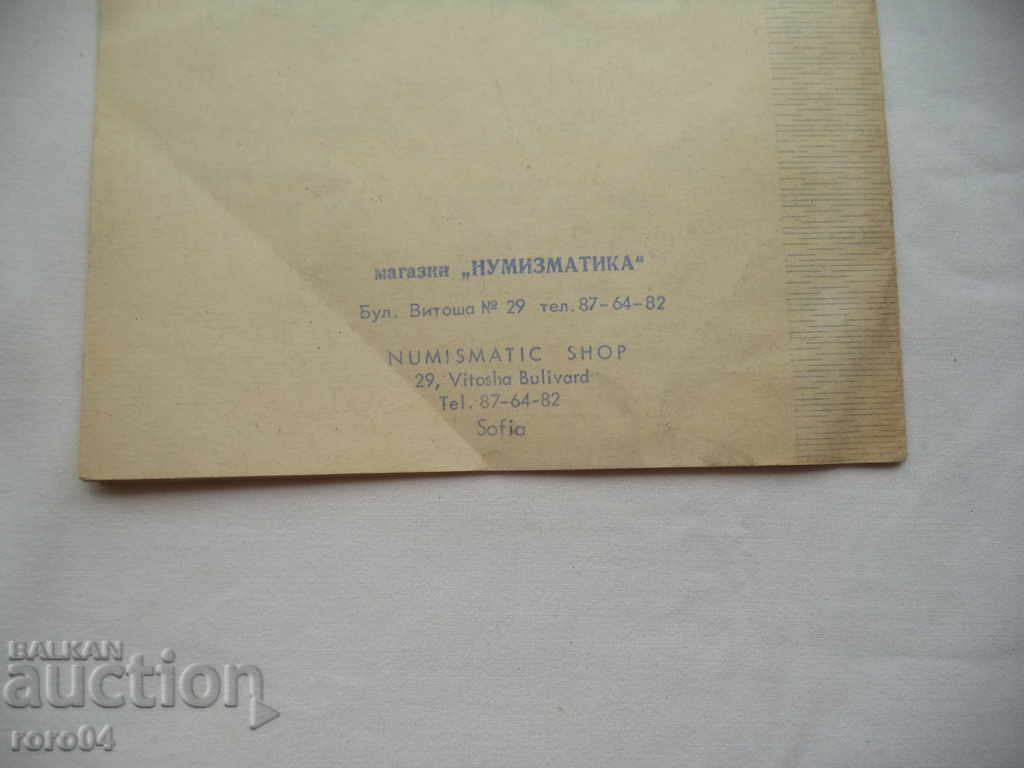 магазин „НУМИЗМАТИКА“
Бул. Витоша № 29 тел. 87-64-82
NUMISMATIC SHOP
29, Vitosha Bulivard
Tel. 87-64-82
Sofia
BALKAN
auction
roro04